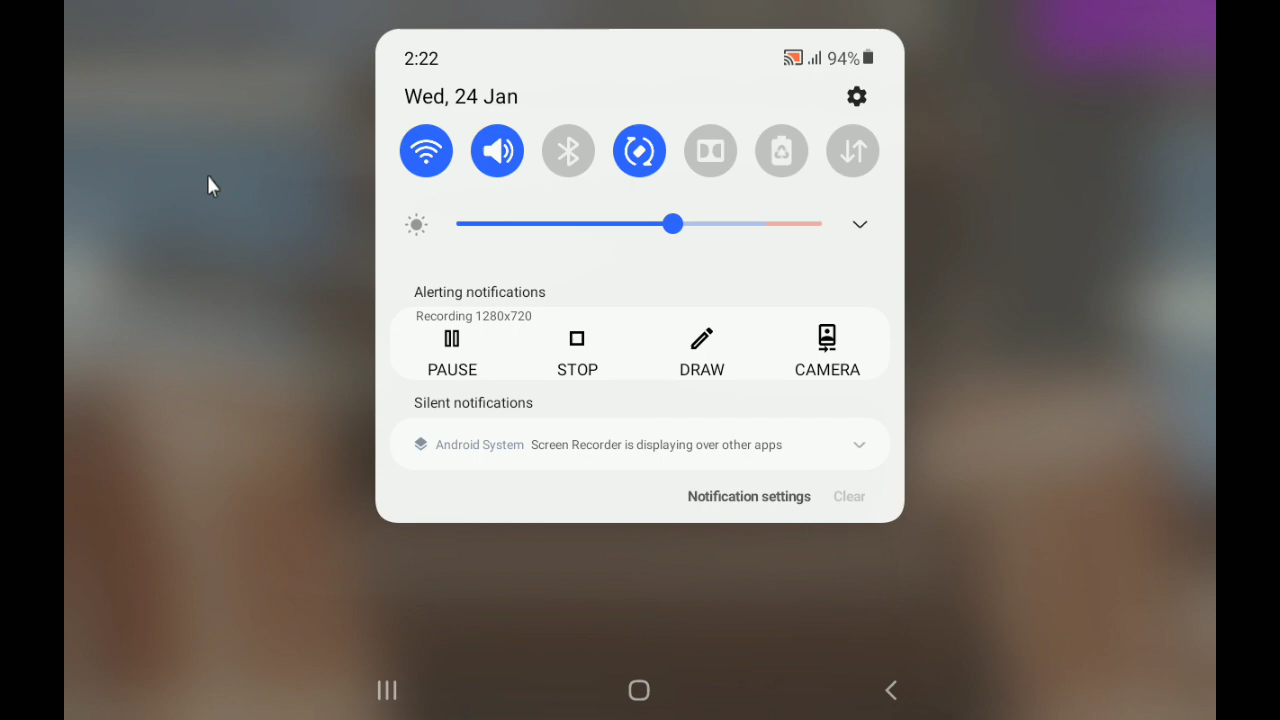 2:22 94%
Wed, 24 Jan
Alerting notifications
Recording 1280x720
PAUSE STOP DRAW CAMERA
Silent notifications
Android System Screen Recorder is displaying over other apps
Notification settings Clear